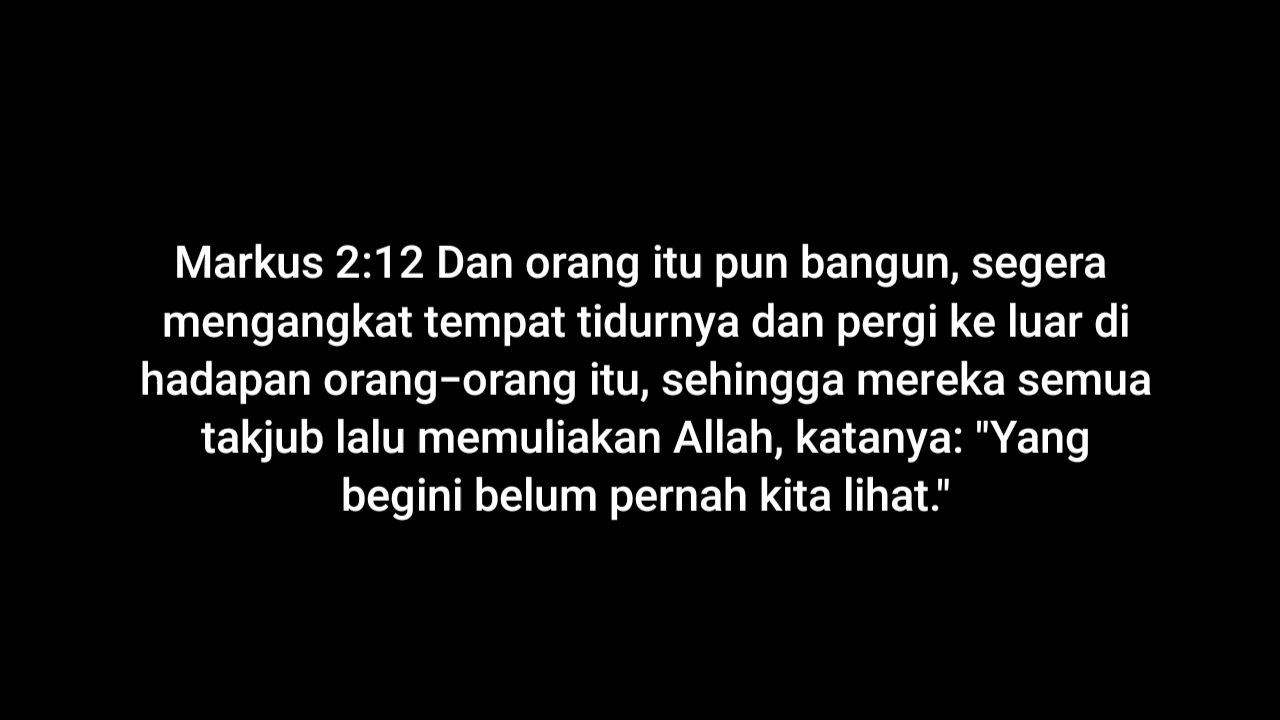 Markus 2:12 Dan orang itu pun bangun, segera
mengangkat tempat tidurnya dan pergi ke luar di
hadapan orang-orang itu, sehingga mereka semua
takjub lalu memuliakan Allah, katanya: "Yang
begini belum pernah kita lihat."